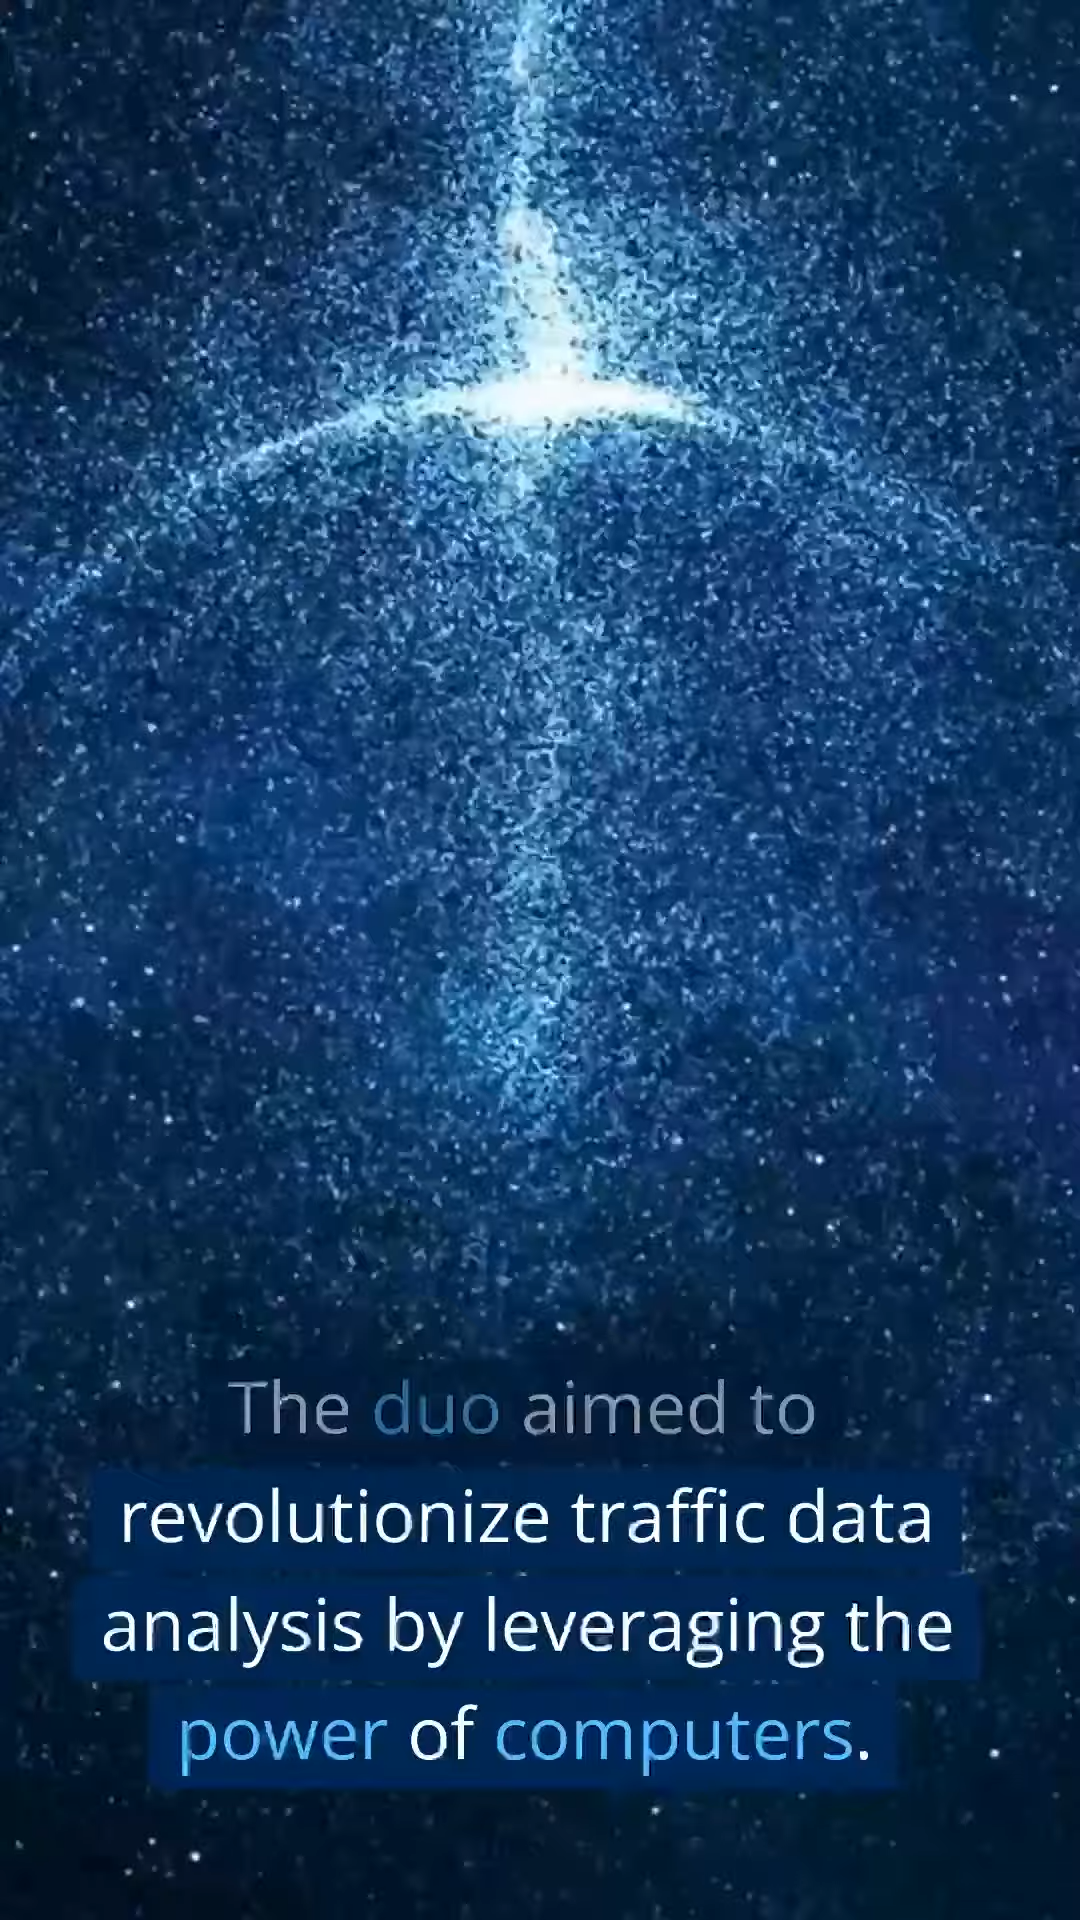 The duo aimed to
revolutionize traffic data
analysis by leveraging the
power of computers.